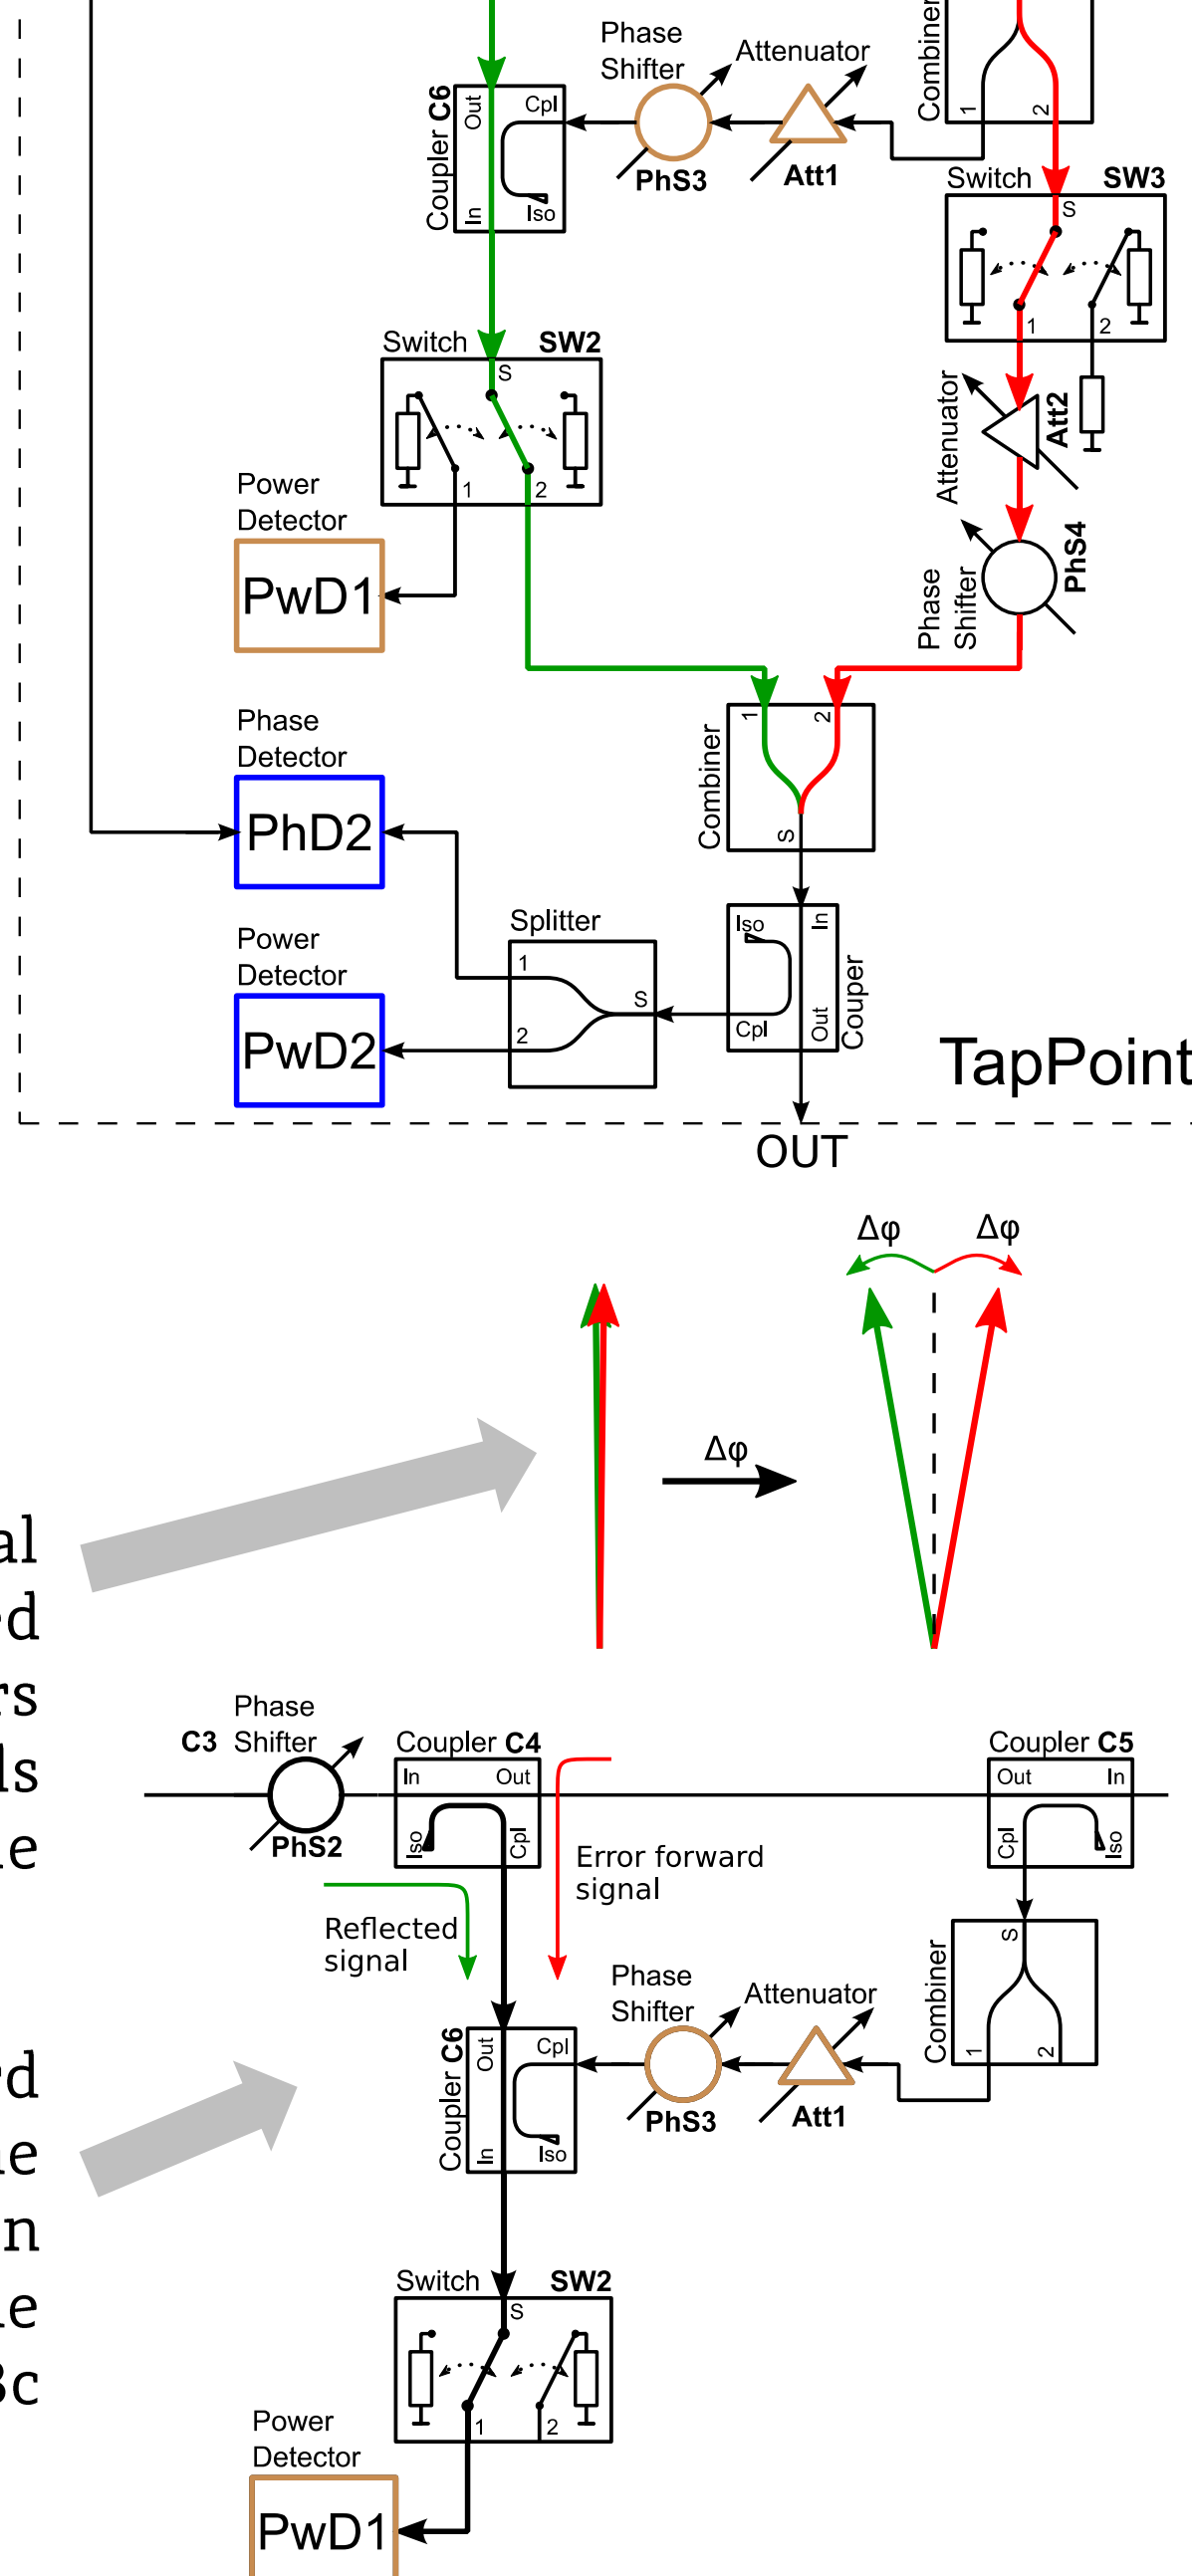 Phase
Shifter
Attenuator
Combiner
1
2
Coupler C6
Out
Cpl
In
Iso
PhS3
Att1
Switch
SW3
S
1
2
Switch
SW2
S
1
2
Attenuator
Att2
Power
Detector
PwD1
Phase
Shifter
PhS4
Phase
Detector
PhD2
Combiner
1
2
S
Power
Detector
PwD2
Splitter
1
S
2
Iso
In
Cpl
Out
Couper
TapPoint
OUT
Δφ
Δφ
Δφ
al
ed
rs
ls
le
C3
Phase
Shifter
PhS2
Coupler C4
In
Out
Iso
Cpl
Coupler C5
Out
In
Cpl
Iso
Error forward
signal
Reflected
signal
Combiner
S
1
2
Phase
Shifter
Attenuator
Coupler C6
Out
Cpl
In
Iso
PhS3
Att1
rd
ne
n
le
3c
Switch
SW2
S
1
2
Power
Detector
PwD1